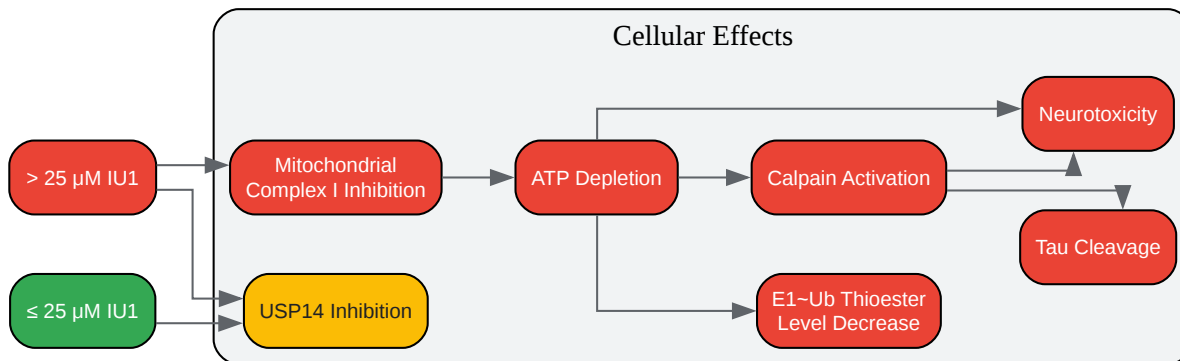 Cellular Effects
> 25 μM IU1
Mitochondrial
Complex I Inhibition
ATP Depletion
Calpain Activation
Neurotoxicity
Tau Cleavage
≤ 25 μM IU1
USP14 Inhibition
E1~Ub Thioester
Level Decrease